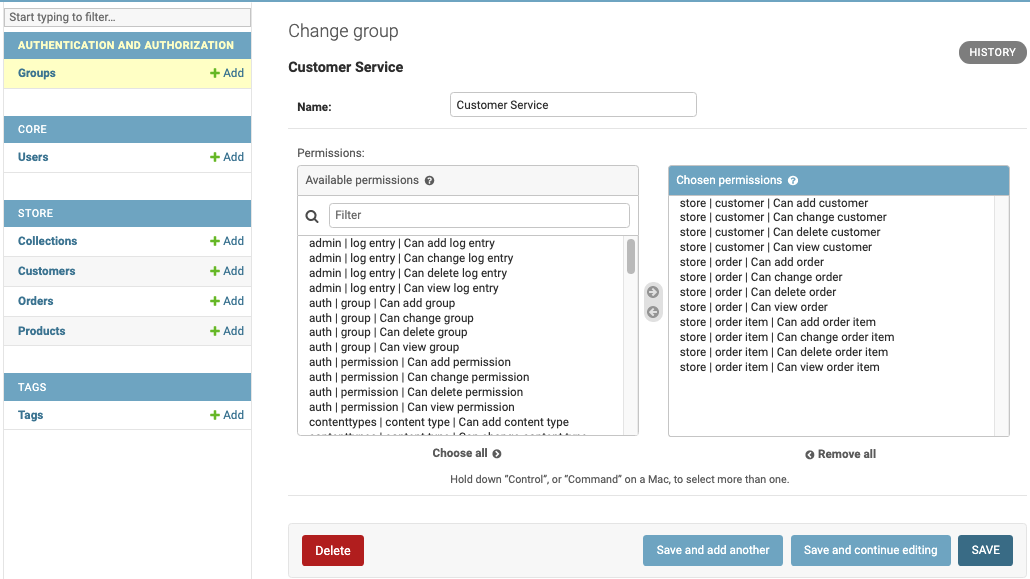 Start typing to filter...
AUTHENTICATION AND AUTHORIZATION
Groups + Add
CORE
Users + Add
STORE
Collections + Add
Customers + Add
Orders + Add
Products + Add
TAGS
Tags + Add
Change group
HISTORY
Customer Service
Name: Customer Service
Permissions:
Available permissions ?
Filter
admin | log entry | Can add log entry
admin | log entry | Can change log entry
admin | log entry | Can delete log entry
admin | log entry | Can view log entry
auth | group | Can add group
auth | group | Can change group
auth | group | Can delete group
auth | group | Can view group
auth | permission | Can add permission
auth | permission | Can change permission
auth | permission | Can delete permission
auth | permission | Can view permission
contenttypes | content type | Can add content type
contenttypes | content type | Can change content type
Choose all
Chosen permissions ?
store | customer | Can add customer
store | customer | Can change customer
store | customer | Can delete customer
store | customer | Can view customer
store | order | Can add order
store | order | Can change order
store | order | Can delete order
store | order | Can view order
store | order item | Can add order item
store | order item | Can change order item
store | order item | Can delete order item
store | order item | Can view order item
Remove all
Hold down “Control”, or “Command” on a Mac, to select more than one.
Delete
Save and add another
Save and continue editing
SAVE